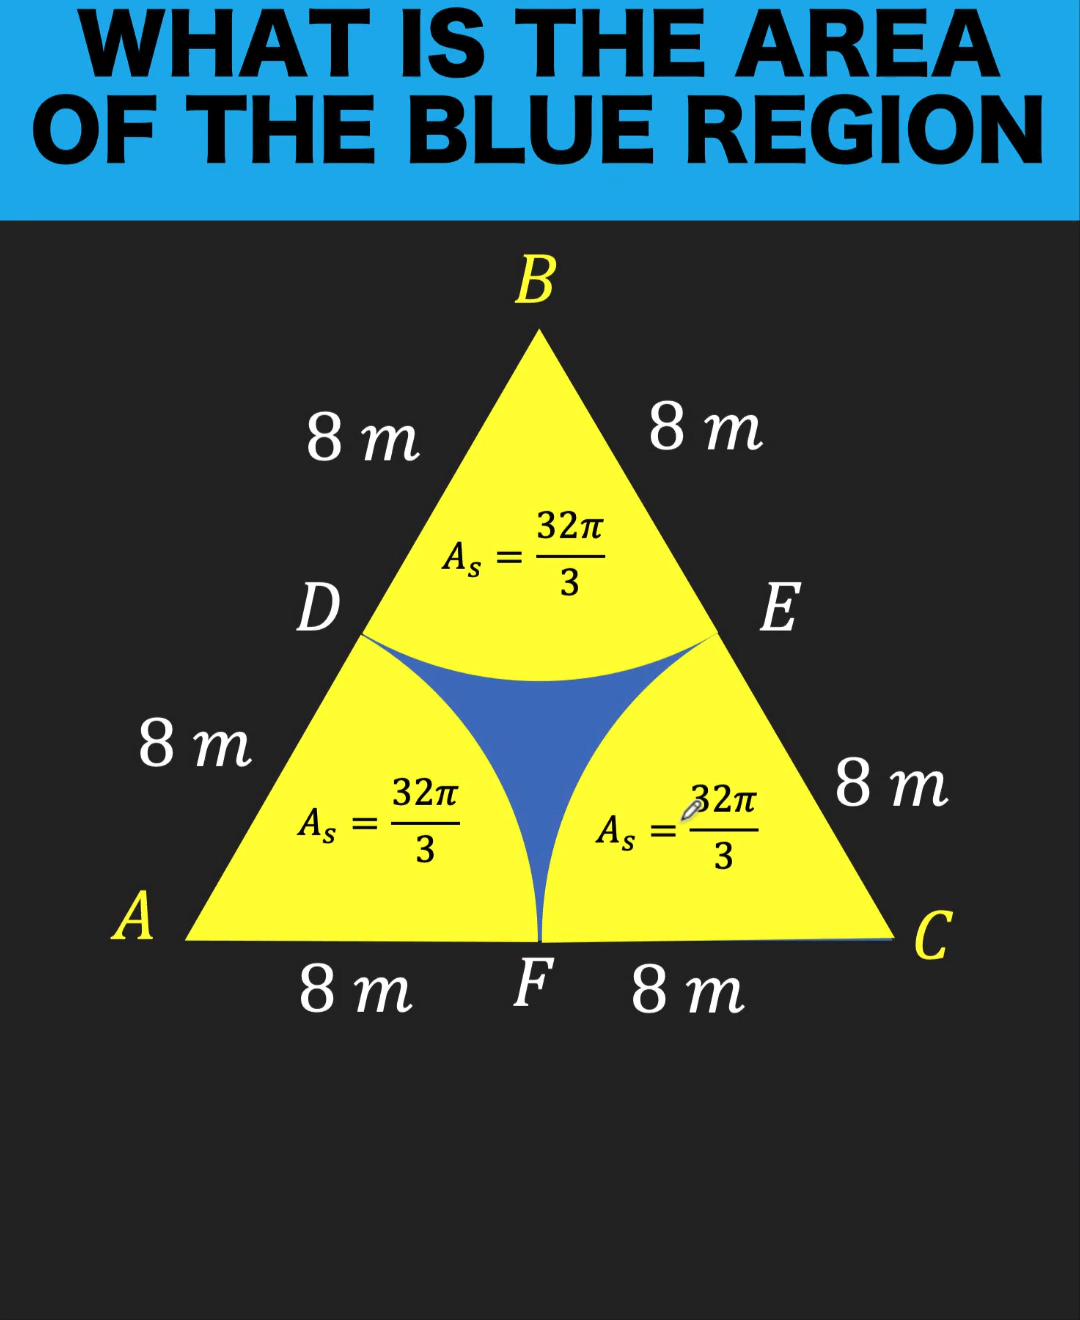 WHAT IS THE AREA
OF THE BLUE REGION
B
8 m
8 m
A_s = 32π/3
D
E
8 m
8 m
A_s = 32π/3
A_s = 32π/3
A
C
8 m
F
8 m